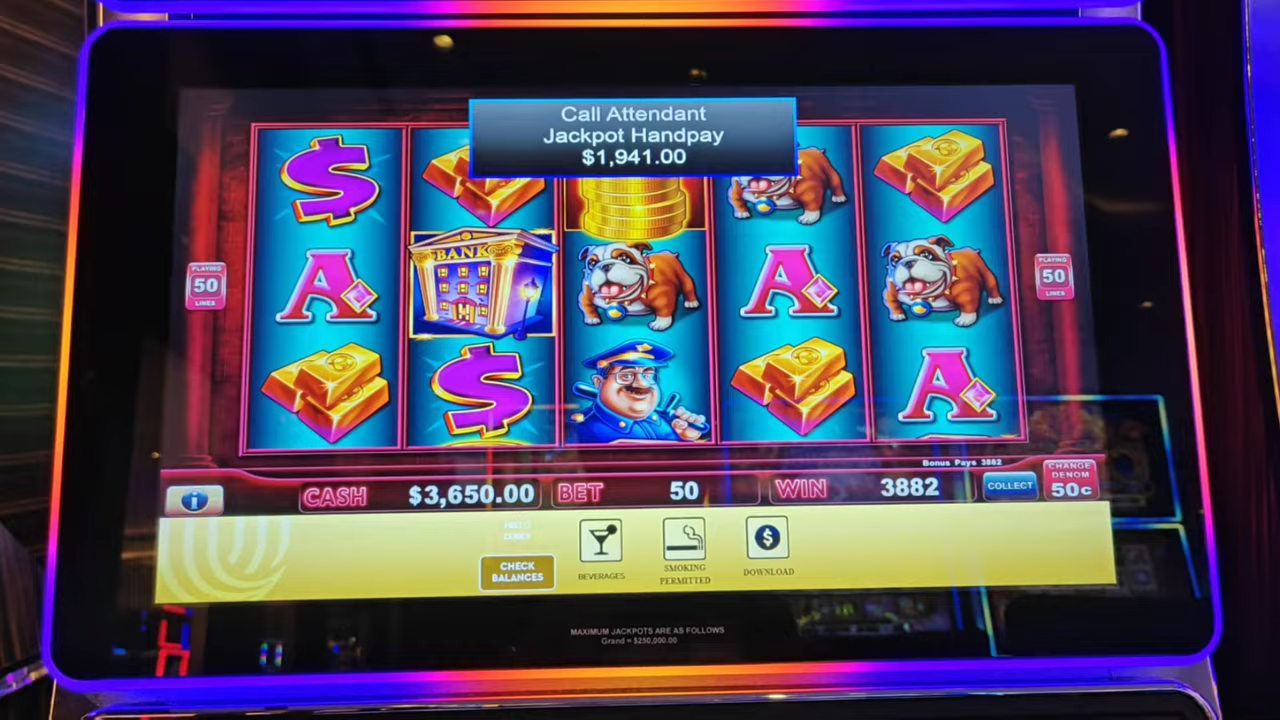 Call Attendant
Jackpot Handpay
$1,941.00
BANK
PLAYING
50
LINES
PLAYING
50
LINES
A
A
A
Bonus Pays 3882
CASH $3,650.00 BET 50 WIN 3882 COLLECT
CHANGE
DENOM
50¢
CHECK
BALANCES
BEVERAGES
SMOKING
PERMITTED
DOWNLOAD
MAXIMUM JACKPOTS ARE AS FOLLOWS
Grand = $250,000.00